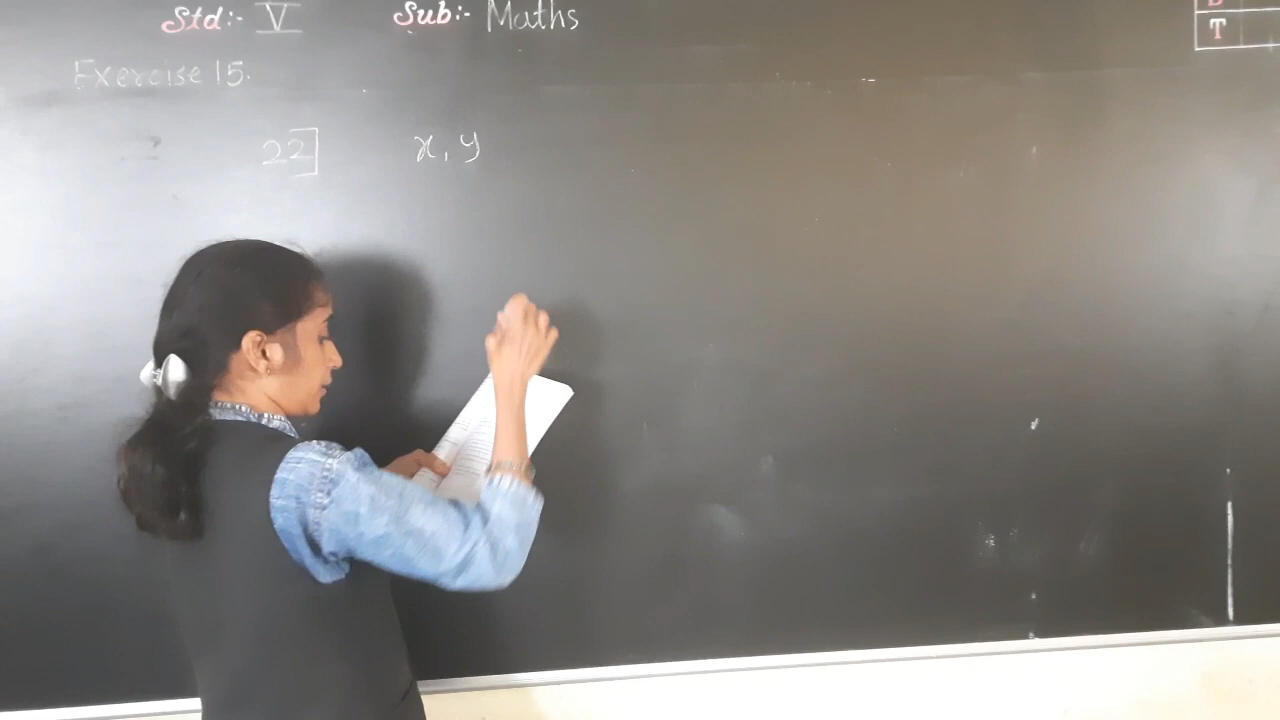 Std:- V Sub:- Maths
T
Exercise 15.
22 x, y